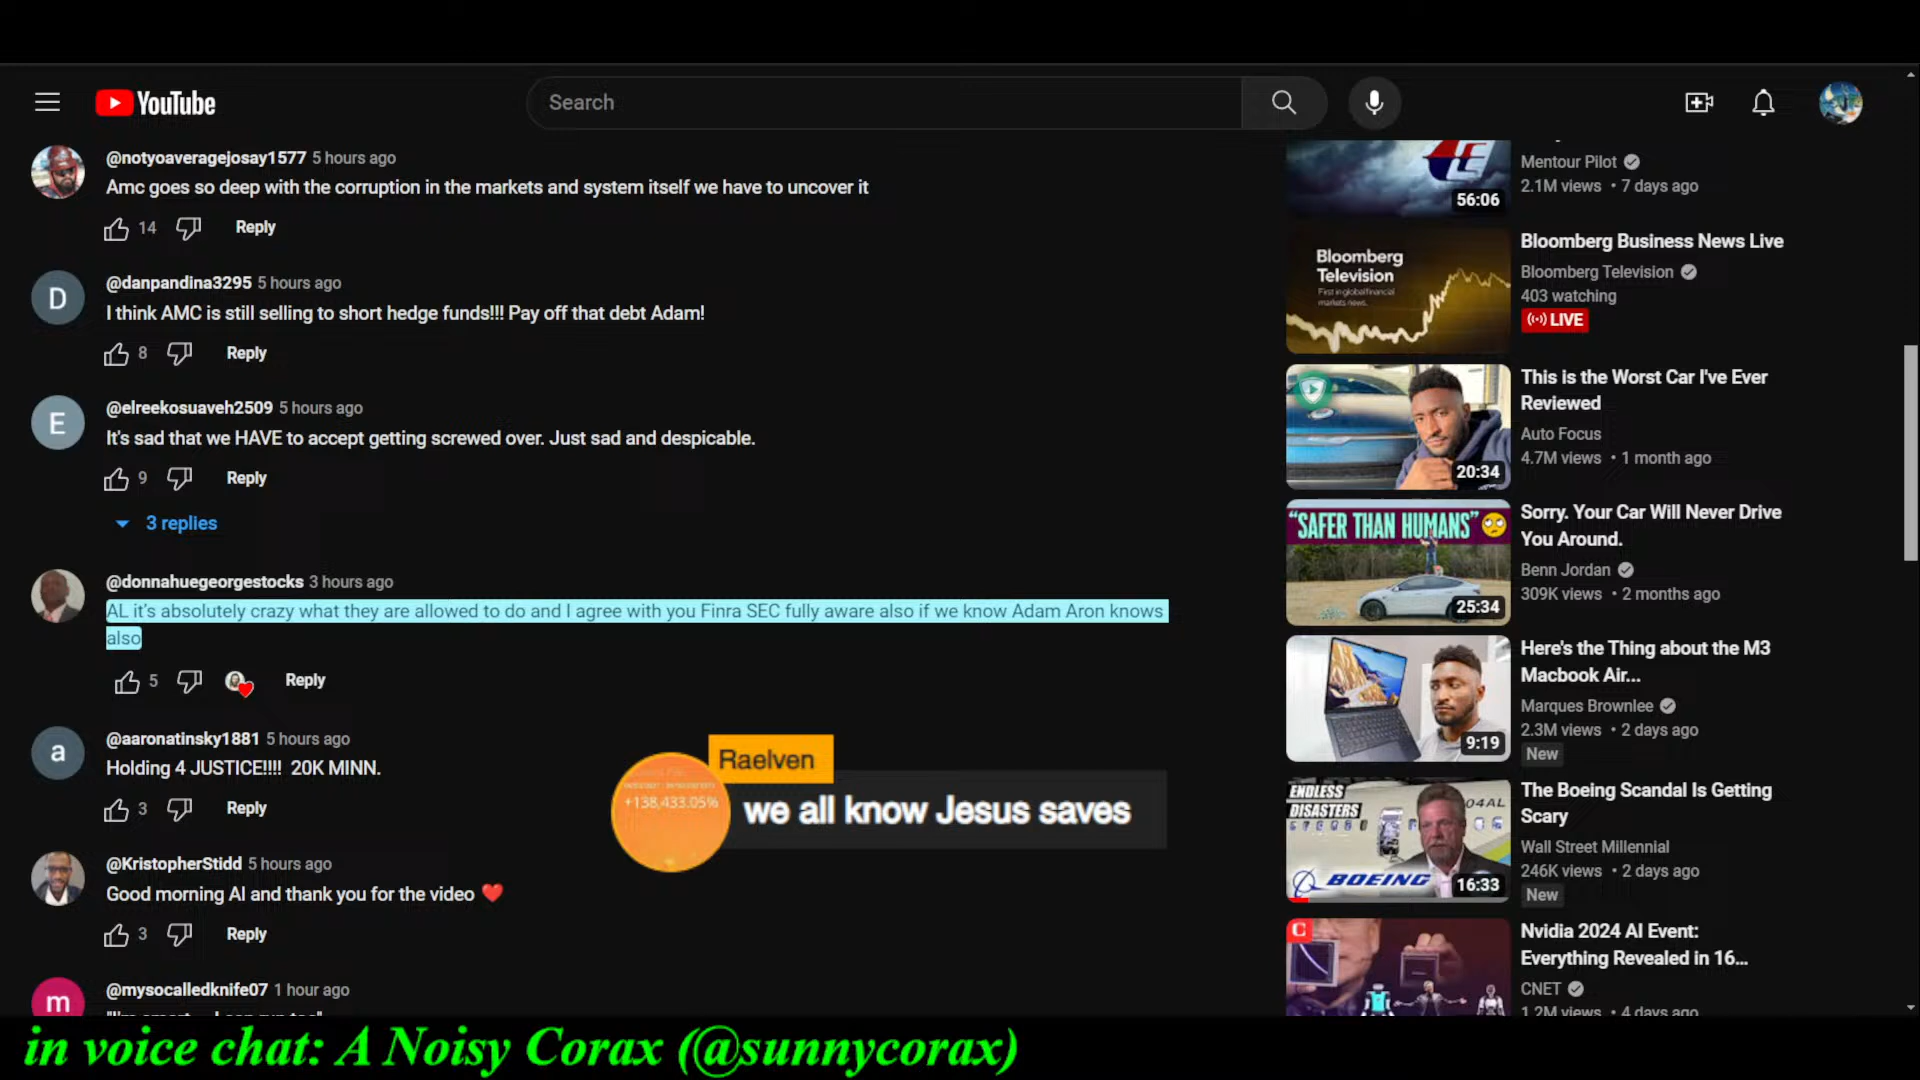 YouTube
Search
@notyoaveragejosay1577 5 hours ago
Amc goes so deep with the corruption in the markets and system itself we have to uncover it
14 Reply
@danpandina3295 5 hours ago
I think AMC is still selling to short hedge funds!!! Pay off that debt Adam!
8 Reply
@elreekosuaveh2509 5 hours ago
It's sad that we HAVE to accept getting screwed over. Just sad and despicable.
9 Reply
3 replies
@donnahuegeorgestocks 3 hours ago
AL it's absolutely crazy what they are allowed to do and I agree with you Finra SEC fully aware also if we know Adam Aron knows
also
5 Reply
@aaronatinsky1881 5 hours ago
Holding 4 JUSTICE!!!! 20K MINN.
3 Reply
@KristopherStidd 5 hours ago
Good morning Al and thank you for the video ❤️
3 Reply
@mysocalledknife07 1 hour ago
Raelven
+138,433.05%
we all know Jesus saves
56:06
Mentour Pilot
2.1M views • 7 days ago
Bloomberg
Television
First in global financial
markets news.
Bloomberg Business News Live
Bloomberg Television
403 watching
LIVE
20:34
This is the Worst Car I've Ever
Reviewed
Auto Focus
4.7M views • 1 month ago
"SAFER THAN HUMANS"
25:34
Sorry. Your Car Will Never Drive
You Around.
Benn Jordan
309K views • 2 months ago
9:19
Here's the Thing about the M3
Macbook Air...
Marques Brownlee
2.3M views • 2 days ago
New
ENDLESS
DISASTERS
04AL
BOEING
16:33
The Boeing Scandal Is Getting
Scary
Wall Street Millennial
246K views • 2 days ago
New
C
Nvidia 2024 AI Event:
Everything Revealed in 16...
CNET
1.2M views • 4 days ago
in voice chat: A Noisy Corax (@sunnycorax)